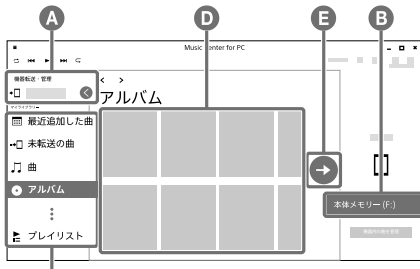 A
D
E
B
Music Center for PC
機器転送・管理
マイライブラリー
アルバム
最近追加した曲
未転送の曲
曲
アルバム
プレイリスト
本体メモリー (F:)